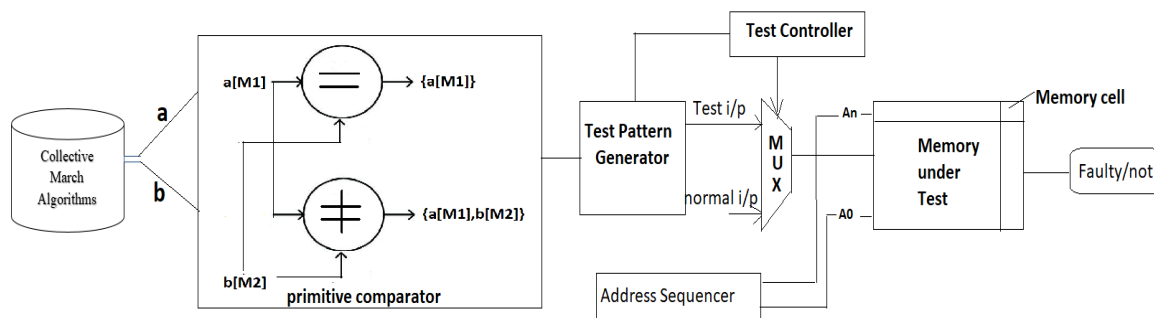 Collective
March
Algorithms
a
b
a[M1]
{a[M1]}
{a[M1],b[M2]}
b[M2]
primitive comparator
Test Pattern
Generator
Test Controller
Test i/p
normal i/p
M
U
X
An
A0
Memory cell
Memory
under
Test
Faulty/not
Address Sequencer